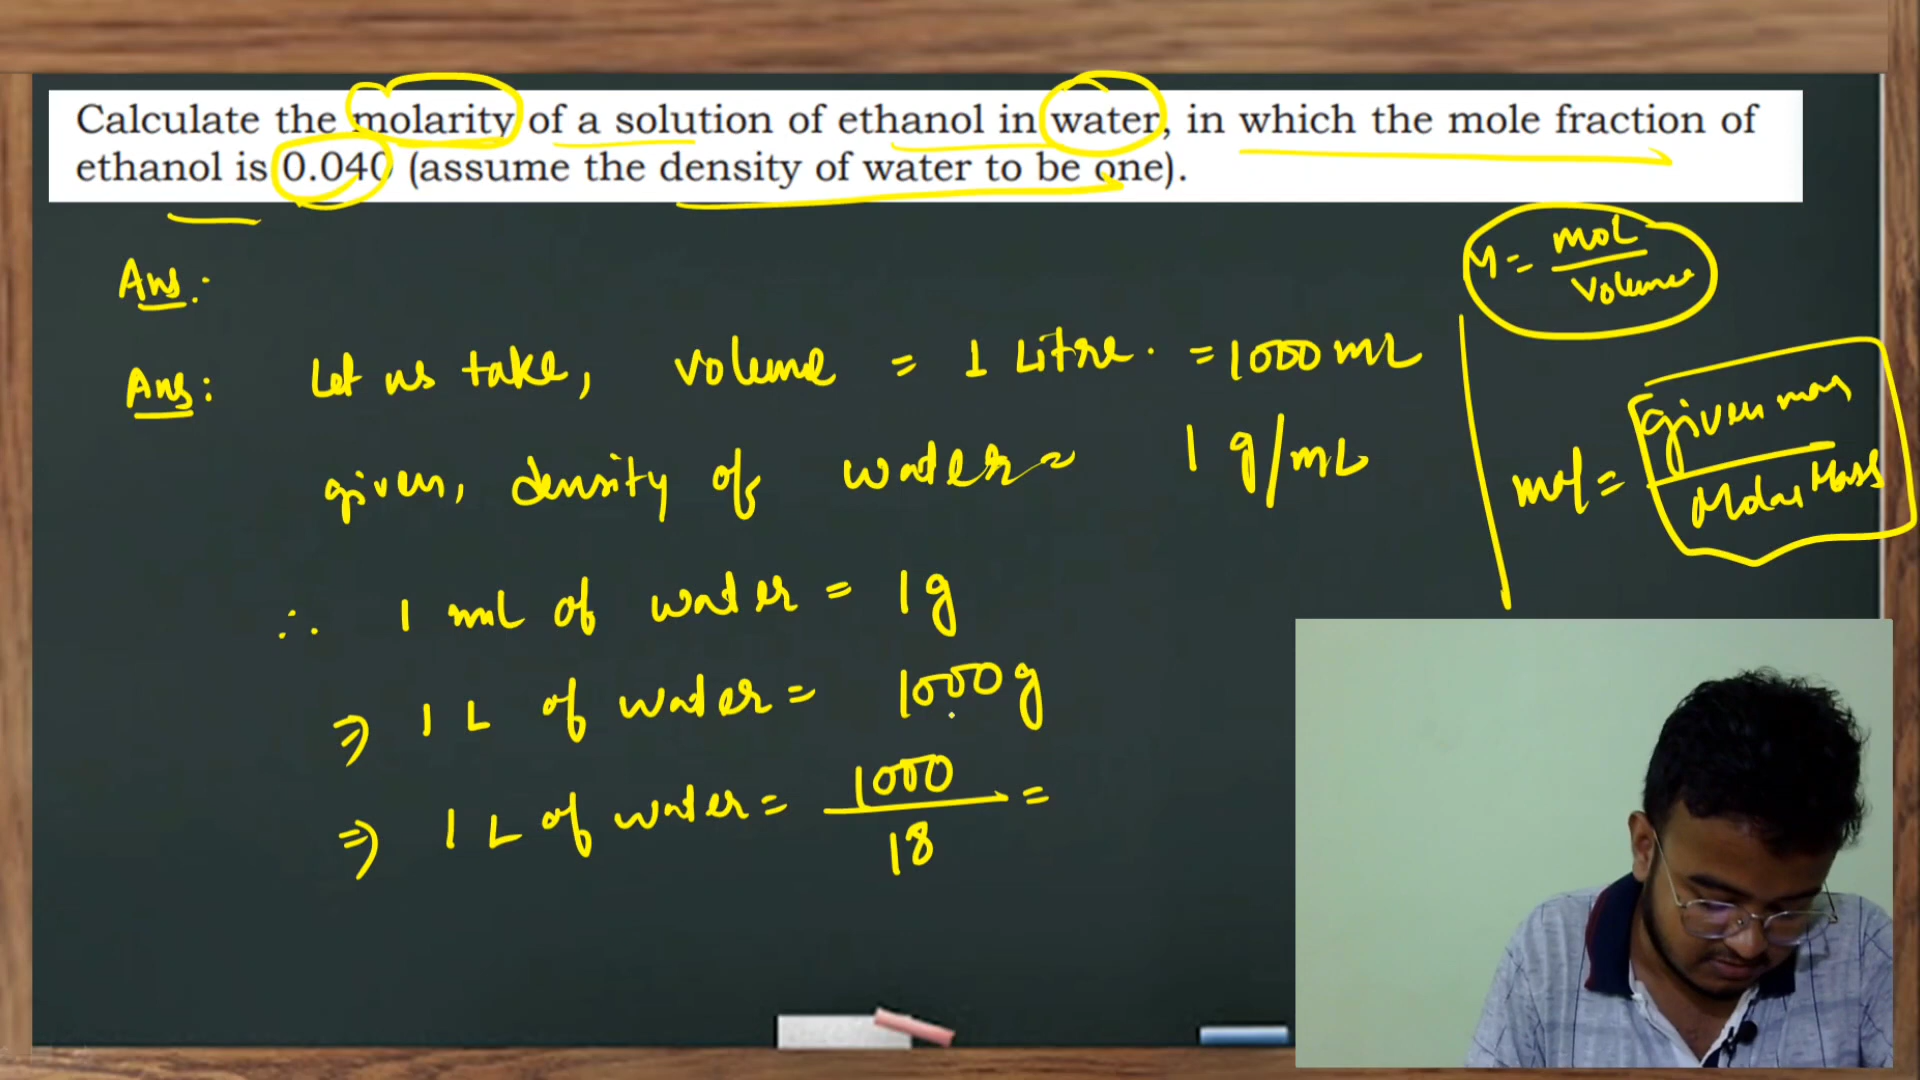 Calculate the molarity of a solution of ethanol in water, in which the mole fraction of
ethanol is 0.040 (assume the density of water to be one).
Ans:
Ans: Let us take, volume = 1 Litre. = 1000 mL
given, density of water = 1 g/mL
∴ 1 mL of water = 1g
⇒ 1 L of water = 1000g
⇒ 1 L of water = 1000/18 =
M = mol/Volume
mol = given mass/Molar Mass